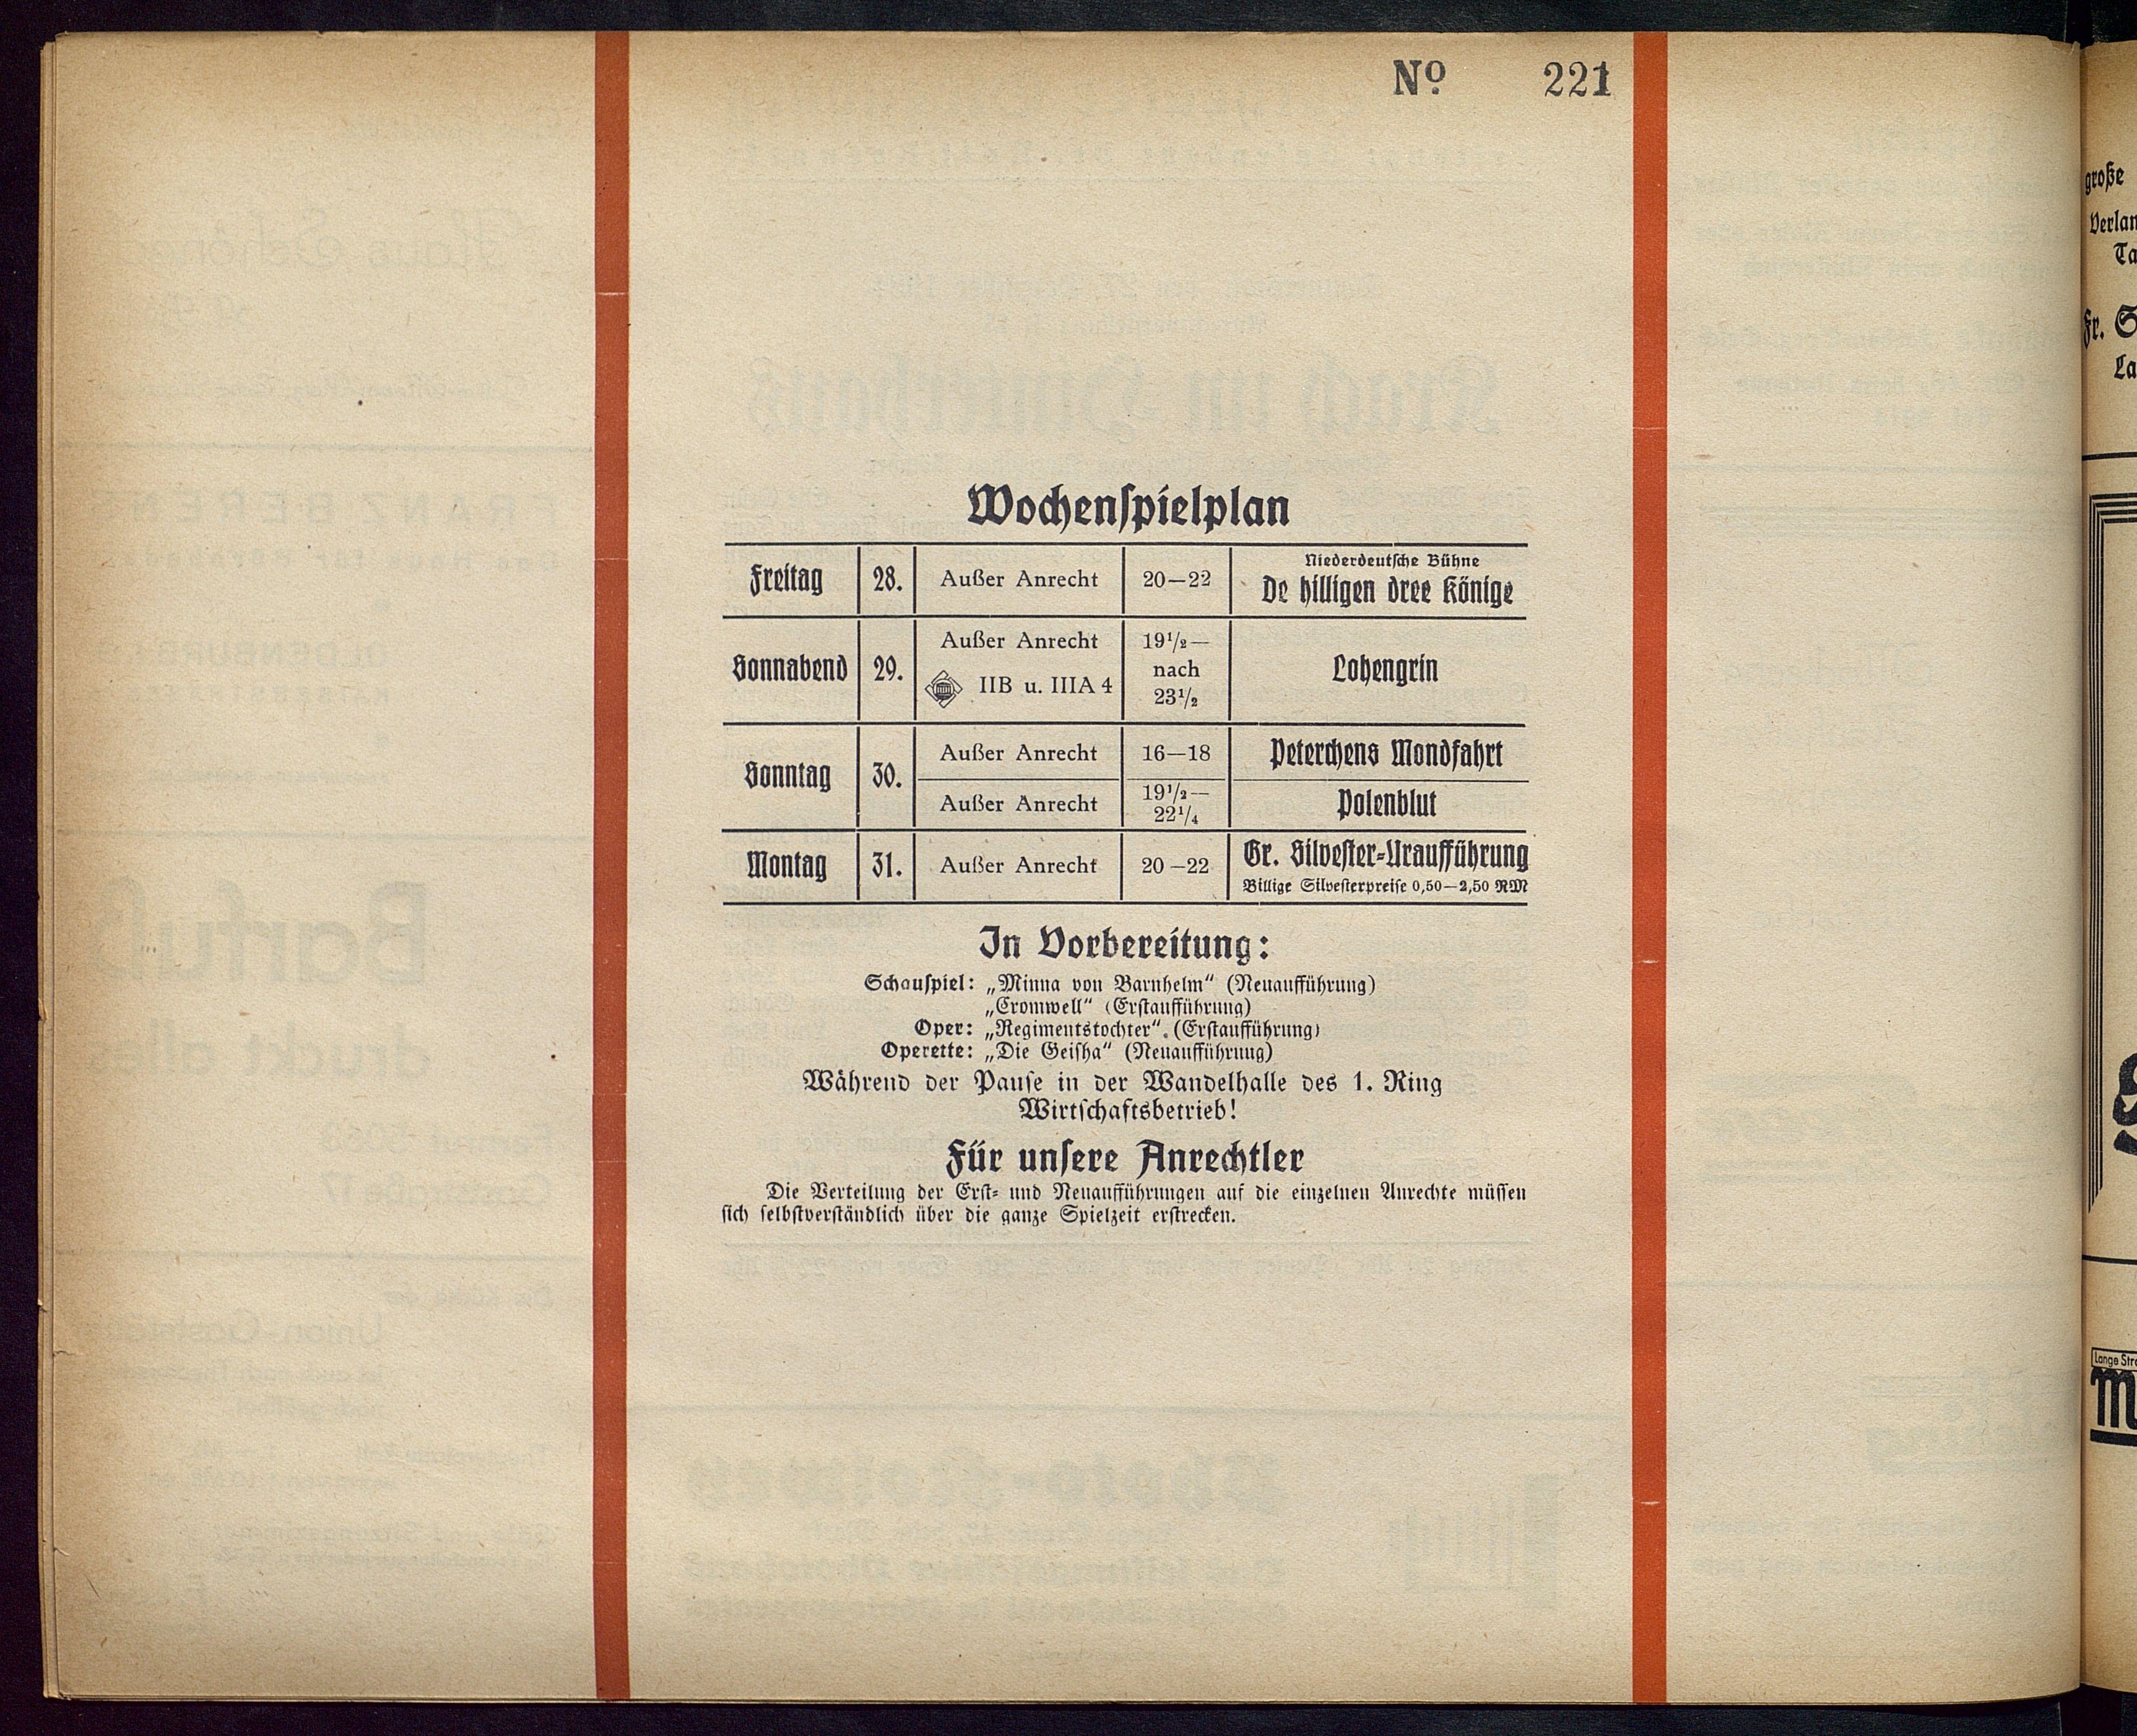 No. 221
Wochenspielplan
Freitag 28. Außer Anrecht 20—22 Niederdeutsche Bühne
De hilligen dree Könige
Sonnabend 29. Außer Anrecht 19½—
IIB u. IIIA 4 nach
23½
Lohengrin
Sonntag 30. Außer Anrecht 16—18 Peterchens Mondfahrt
Außer Anrecht 19½—
22¼
Polenblut
Montag 31. Außer Anrecht 20—22 Gr. Silvester-Uraufführung
Billige Silvesterpreise 0,50—2,50 RM
In Vorbereitung:
Schauspiel: „Minna von Barnhelm“ (Neuaufführung)
„Cromwell“ (Erstaufführung)
Oper: „Regimentstochter“. (Erstaufführung)
Operette: „Die Geisha“ (Neuaufführung)
Während der Pause in der Wandelhalle des 1. Ring
Wirtschaftsbetrieb!
Für unsere Anrechtler
Die Verteilung der Erst- und Neuaufführungen auf die einzelnen Anrechte müssen
sich selbstverständlich über die ganze Spielzeit erstrecken.
große
Fr.